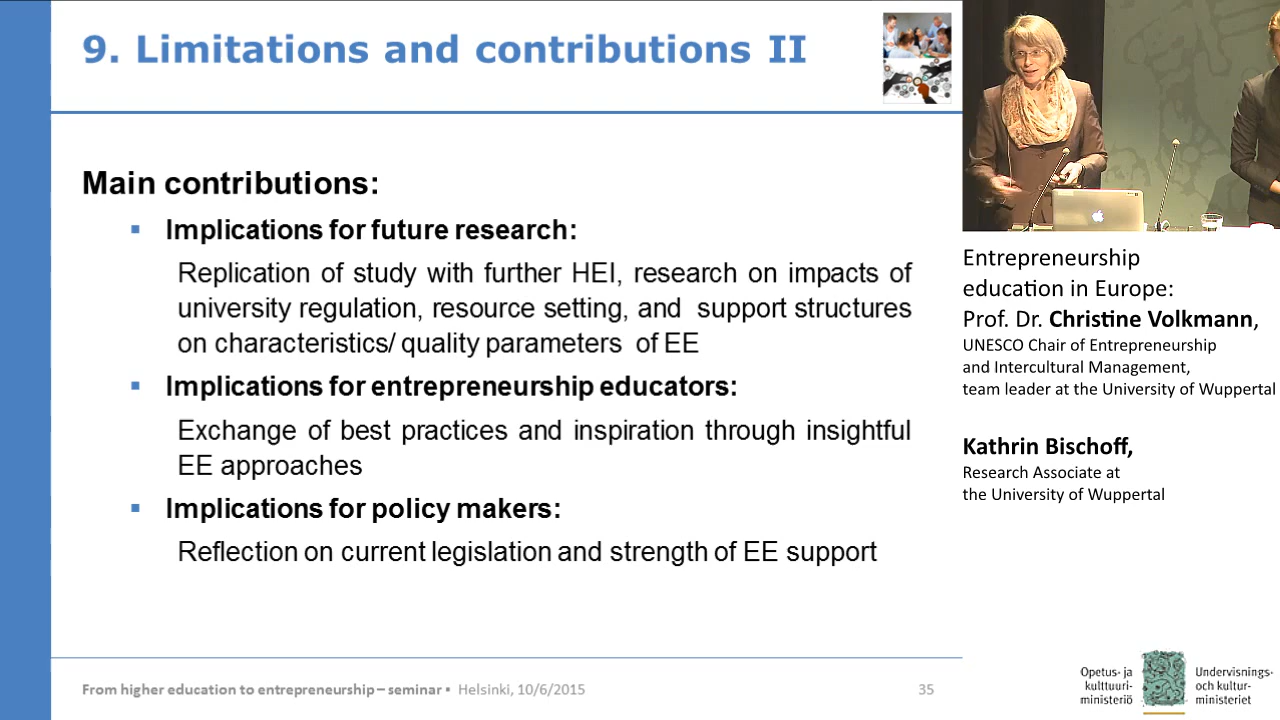 9. Limitations and contributions II
Main contributions:
▪ Implications for future research:
Replication of study with further HEI, research on impacts of
university regulation, resource setting, and support structures
on characteristics/ quality parameters of EE
▪ Implications for entrepreneurship educators:
Exchange of best practices and inspiration through insightful
EE approaches
▪ Implications for policy makers:
Reflection on current legislation and strength of EE support
From higher education to entrepreneurship – seminar ▪ Helsinki, 10/6/2015
35
Entrepreneurship
education in Europe:
Prof. Dr. Christine Volkmann,
UNESCO Chair of Entrepreneurship
and Intercultural Management,
team leader at the University of Wuppertal
Kathrin Bischoff,
Research Associate at
the University of Wuppertal
Opetus- ja
kulttuuri-
ministeriö
Undervisnings-
och kultur-
ministeriet